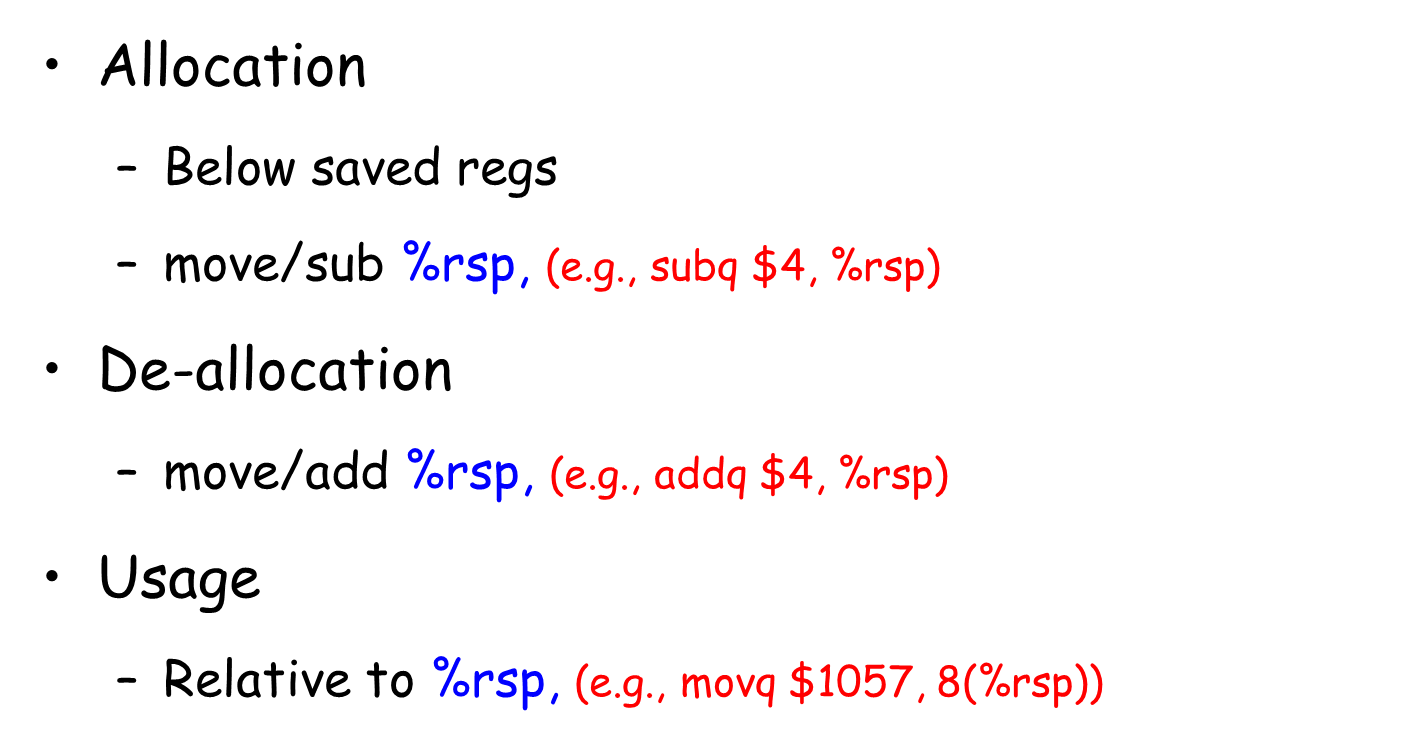 • Allocation
– Below saved regs
– move/sub %rsp, (e.g., subq $4, %rsp)
• De-allocation
– move/add %rsp, (e.g., addq $4, %rsp)
• Usage
– Relative to %rsp, (e.g., movq $1057, 8(%rsp))